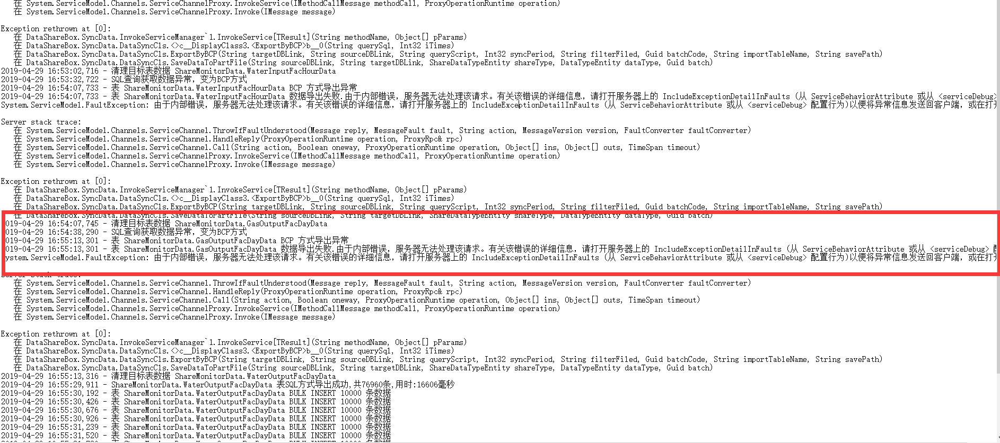 在 System.ServiceModel.Channels.ServiceChannelProxy.InvokeService(IMethodCallMessage methodCall, ProxyOperationRuntime operation)
在 System.ServiceModel.Channels.ServiceChannelProxy.Invoke(IMessage message)
Exception rethrown at [0]:
在 DataShareBox.SyncData.InvokeServiceManager`1.InvokeService[TResult](String methodName, Object[] pParams)
在 DataShareBox.SyncData.DataSyncCls.<>c__DisplayClass3.<ExportByBCP>b__0(String querySql, Int32 iTimes)
在 DataShareBox.SyncData.DataSyncCls.ExportByBCP(String targetDBLink, String sourceDBLink, String queryScript, Int32 syncPeriod, String filterFiled, Guid batchCode, String importTableName, String savePath)
在 DataShareBox.SyncData.DataSyncCls.SaveDataToPartFile(String sourceDBLink, String targetDBLink, ShareDataTypeEntity shareType, DataTypeEntity dataType, Guid batch)
2019-04-29 16:53:02,716 - 清理目标表数据 ShareMonitorData.WaterInputFacHourData
2019-04-29 16:53:32,722 - SQL查询获取数据异常，变为BCP方式
2019-04-29 16:54:07,733 - 表 ShareMonitorData.WaterInputFacHourData BCP 方式导出异常
2019-04-29 16:54:07,733 - 表 ShareMonitorData.WaterInputFacHourData 数据导出失败.由于内部错误，服务器无法处理该请求。有关该错误的详细信息，请打开服务器上的 IncludeExceptionDetailInFaults (从 ServiceBehaviorAttribute 或从 <serviceDebug>
System.ServiceModel.FaultException: 由于内部错误，服务器无法处理该请求。有关该错误的详细信息，请打开服务器上的 IncludeExceptionDetailInFaults (从 ServiceBehaviorAttribute 或从 <serviceDebug> 配置行为)以便将异常信息发送回客户端，或在打开
Server stack trace:
在 System.ServiceModel.Channels.ServiceChannel.ThrowIfFaultUnderstood(Message reply, MessageFault fault, String action, MessageVersion version, FaultConverter faultConverter)
在 System.ServiceModel.Channels.ServiceChannel.HandleReply(ProxyOperationRuntime operation, ProxyRpc& rpc)
在 System.ServiceModel.Channels.ServiceChannel.Call(String action, Boolean oneway, ProxyOperationRuntime operation, Object[] ins, Object[] outs, TimeSpan timeout)
在 System.ServiceModel.Channels.ServiceChannelProxy.InvokeService(IMethodCallMessage methodCall, ProxyOperationRuntime operation)
在 System.ServiceModel.Channels.ServiceChannelProxy.Invoke(IMessage message)
Exception rethrown at [0]:
在 DataShareBox.SyncData.InvokeServiceManager`1.InvokeService[TResult](String methodName, Object[] pParams)
在 DataShareBox.SyncData.DataSyncCls.<>c__DisplayClass3.<ExportByBCP>b__0(String querySql, Int32 iTimes)
在 DataShareBox.SyncData.DataSyncCls.ExportByBCP(String targetDBLink, String sourceDBLink, String queryScript, Int32 syncPeriod, String filterFiled, Guid batchCode, String importTableName, String savePath)
在 DataShareBox.SyncData.DataSyncCls.SaveDataToPartFile(String sourceDBLink, String targetDBLink, ShareDataTypeEntity shareType, DataTypeEntity dataType, Guid batch)
019-04-29 16:54:07,745 - 清理目标表数据 ShareMonitorData.GasOutputFacDayData
019-04-29 16:54:38,290 - SQL查询获取数据异常，变为BCP方式
019-04-29 16:55:13,301 - 表 ShareMonitorData.GasOutputFacDayData BCP 方式导出异常
019-04-29 16:55:13,301 - 表 ShareMonitorData.GasOutputFacDayData 数据导出失败.由于内部错误，服务器无法处理该请求。有关该错误的详细信息，请打开服务器上的 IncludeExceptionDetailInFaults (从 ServiceBehaviorAttribute 或从 <serviceDebug> 配
ystem.ServiceModel.FaultException: 由于内部错误，服务器无法处理该请求。有关该错误的详细信息，请打开服务器上的 IncludeExceptionDetailInFaults (从 ServiceBehaviorAttribute 或从 <serviceDebug> 配置行为)以便将异常信息发送回客户端，或在打开
Server stack trace:
在 System.ServiceModel.Channels.ServiceChannel.ThrowIfFaultUnderstood(Message reply, MessageFault fault, String action, MessageVersion version, FaultConverter faultConverter)
在 System.ServiceModel.Channels.ServiceChannel.HandleReply(ProxyOperationRuntime operation, ProxyRpc& rpc)
在 System.ServiceModel.Channels.ServiceChannel.Call(String action, Boolean oneway, ProxyOperationRuntime operation, Object[] ins, Object[] outs, TimeSpan timeout)
在 System.ServiceModel.Channels.ServiceChannelProxy.InvokeService(IMethodCallMessage methodCall, ProxyOperationRuntime operation)
在 System.ServiceModel.Channels.ServiceChannelProxy.Invoke(IMessage message)
Exception rethrown at [0]:
在 DataShareBox.SyncData.InvokeServiceManager`1.InvokeService[TResult](String methodName, Object[] pParams)
在 DataShareBox.SyncData.DataSyncCls.<>c__DisplayClass3.<ExportByBCP>b__0(String querySql, Int32 iTimes)
在 DataShareBox.SyncData.DataSyncCls.ExportByBCP(String targetDBLink, String sourceDBLink, String queryScript, Int32 syncPeriod, String filterFiled, Guid batchCode, String importTableName, String savePath)
在 DataShareBox.SyncData.DataSyncCls.SaveDataToPartFile(String sourceDBLink, String targetDBLink, ShareDataTypeEntity shareType, DataTypeEntity dataType, Guid batch)
2019-04-29 16:55:13,316 - 清理目标表数据 ShareMonitorData.WaterOutputFacDayData
2019-04-29 16:55:29,911 - ShareMonitorData.WaterOutputFacDayData 表SQL方式导出成功,共76960条,用时:16606毫秒
2019-04-29 16:55:30,192 - 表 ShareMonitorData.WaterOutputFacDayData BULK INSERT 10000 条数据
2019-04-29 16:55:30,426 - 表 ShareMonitorData.WaterOutputFacDayData BULK INSERT 10000 条数据
2019-04-29 16:55:30,676 - 表 ShareMonitorData.WaterOutputFacDayData BULK INSERT 10000 条数据
2019-04-29 16:55:30,926 - 表 ShareMonitorData.WaterOutputFacDayData BULK INSERT 10000 条数据
2019-04-29 16:55:31,239 - 表 ShareMonitorData.WaterOutputFacDayData BULK INSERT 10000 条数据
2019-04-29 16:55:31,520 - 表 ShareMonitorData.WaterOutputFacDayData BULK INSERT 10000 条数据